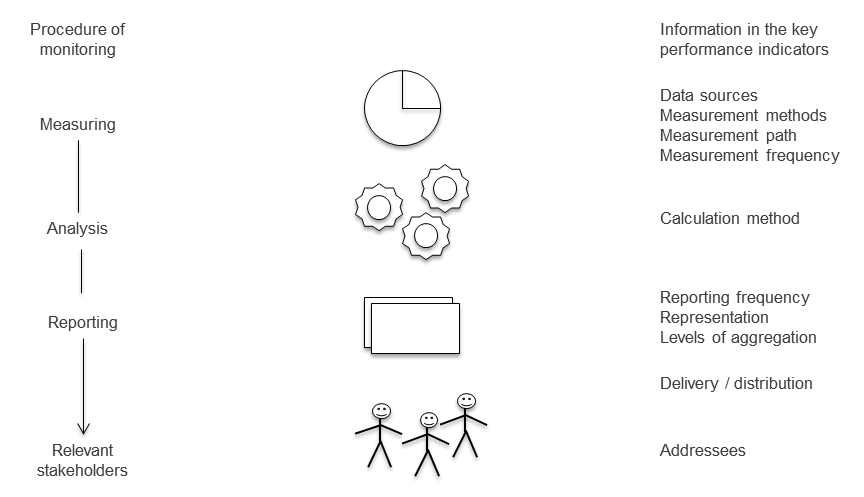 Procedure of
monitoring
Information in the key
performance indicators
Measuring
Data sources
Measurement methods
Measurement path
Measurement frequency
Analysis
Calculation method
Reporting
Reporting frequency
Representation
Levels of aggregation
Delivery / distribution
Relevant
stakeholders
Addressees